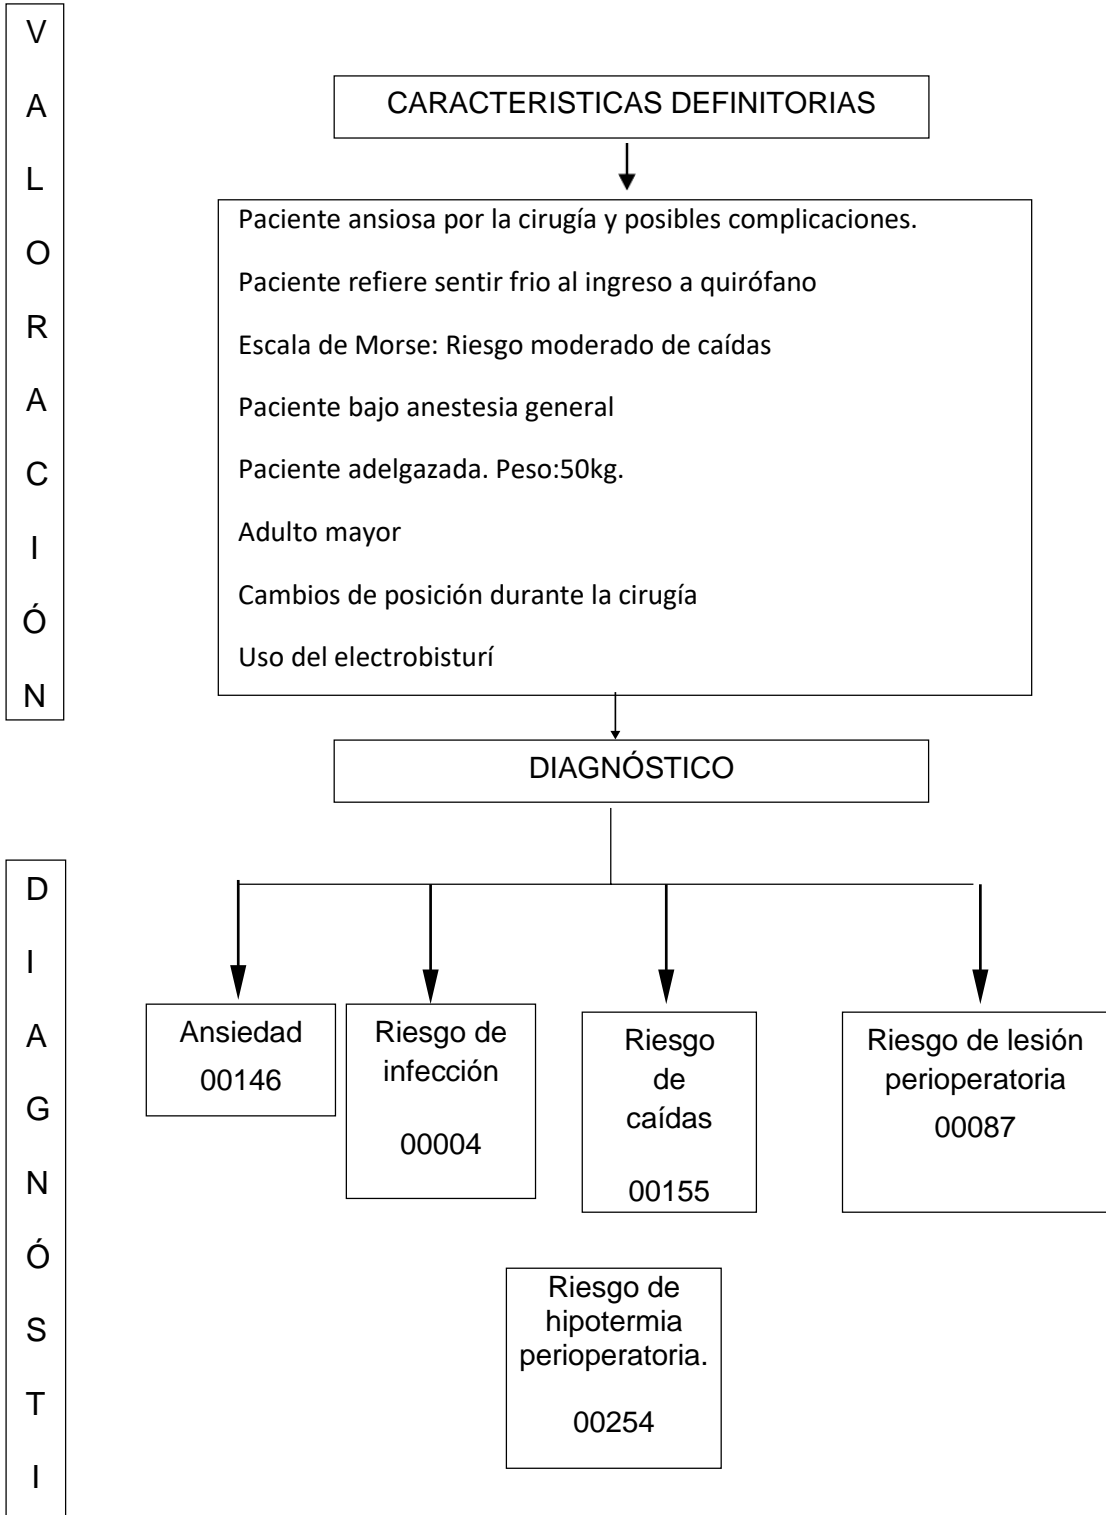 V
A
L
O
R
A
C
I
Ó
N
CARACTERISTICAS DEFINITORIAS
Paciente ansiosa por la cirugía y posibles complicaciones.
Paciente refiere sentir frio al ingreso a quirófano
Escala de Morse: Riesgo moderado de caídas
Paciente bajo anestesia general
Paciente adelgazada. Peso:50kg.
Adulto mayor
Cambios de posición durante la cirugía
Uso del electrobisturí
DIAGNÓSTICO
D
I
A
G
N
Ó
S
T
I
Ansiedad
00146
Riesgo de
infección
00004
Riesgo
de
caídas
00155
Riesgo de lesión
perioperatoria
00087
Riesgo de
hipotermia
perioperatoria.
00254